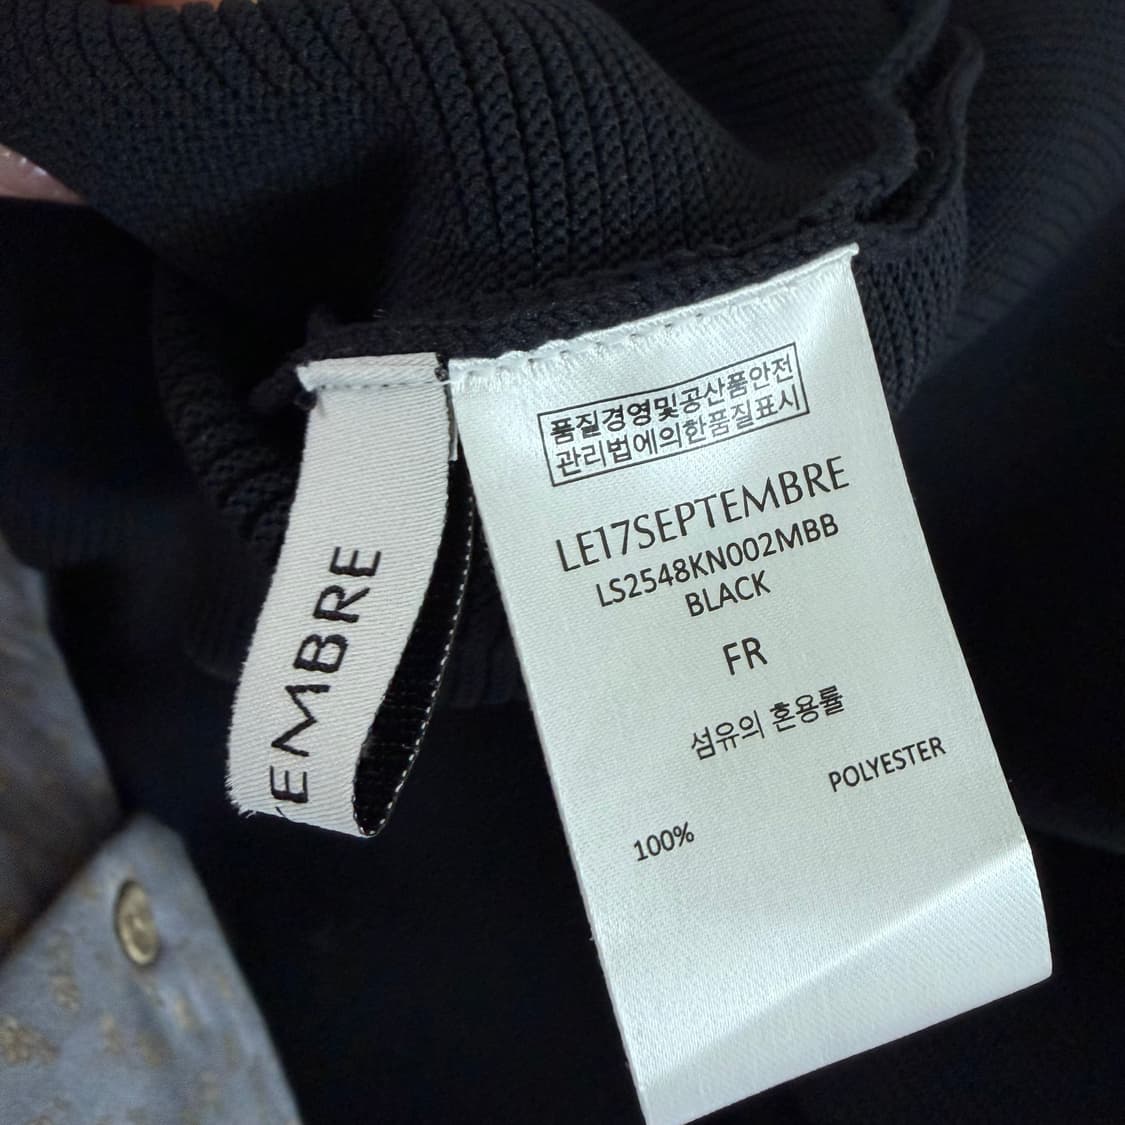 품질경영및공산품안전
관리법에의한품질표시
LE17SEPTEMBRE
LS2548KN002MBB
BLACK
FR
섬유의 혼용률
POLYESTER
100%
EMBRE